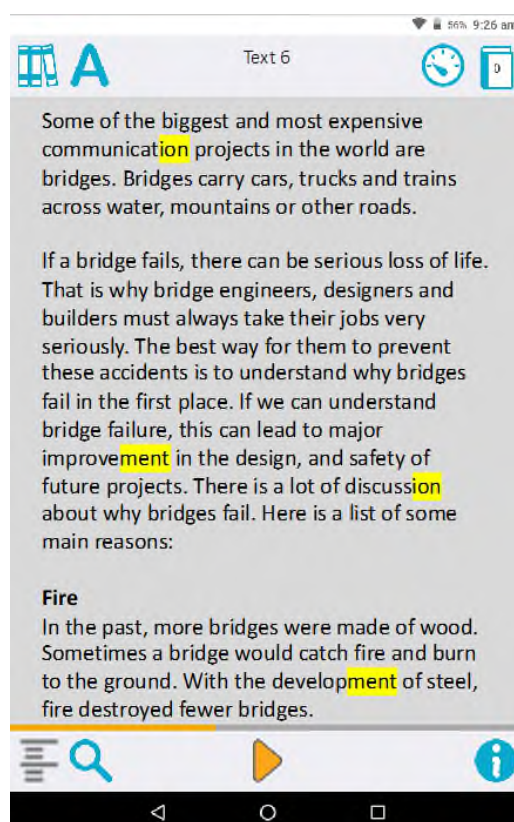 56% 9:26 am
A
Text 6
0
Some of the biggest and most expensive
communication projects in the world are
bridges. Bridges carry cars, trucks and trains
across water, mountains or other roads.
If a bridge fails, there can be serious loss of life.
That is why bridge engineers, designers and
builders must always take their jobs very
seriously. The best way for them to prevent
these accidents is to understand why bridges
fail in the first place. If we can understand
bridge failure, this can lead to major
improvement in the design, and safety of
future projects. There is a lot of discussion
about why bridges fail. Here is a list of some
main reasons:
Fire
In the past, more bridges were made of wood.
Sometimes a bridge would catch fire and burn
to the ground. With the development of steel,
fire destroyed fewer bridges.
i